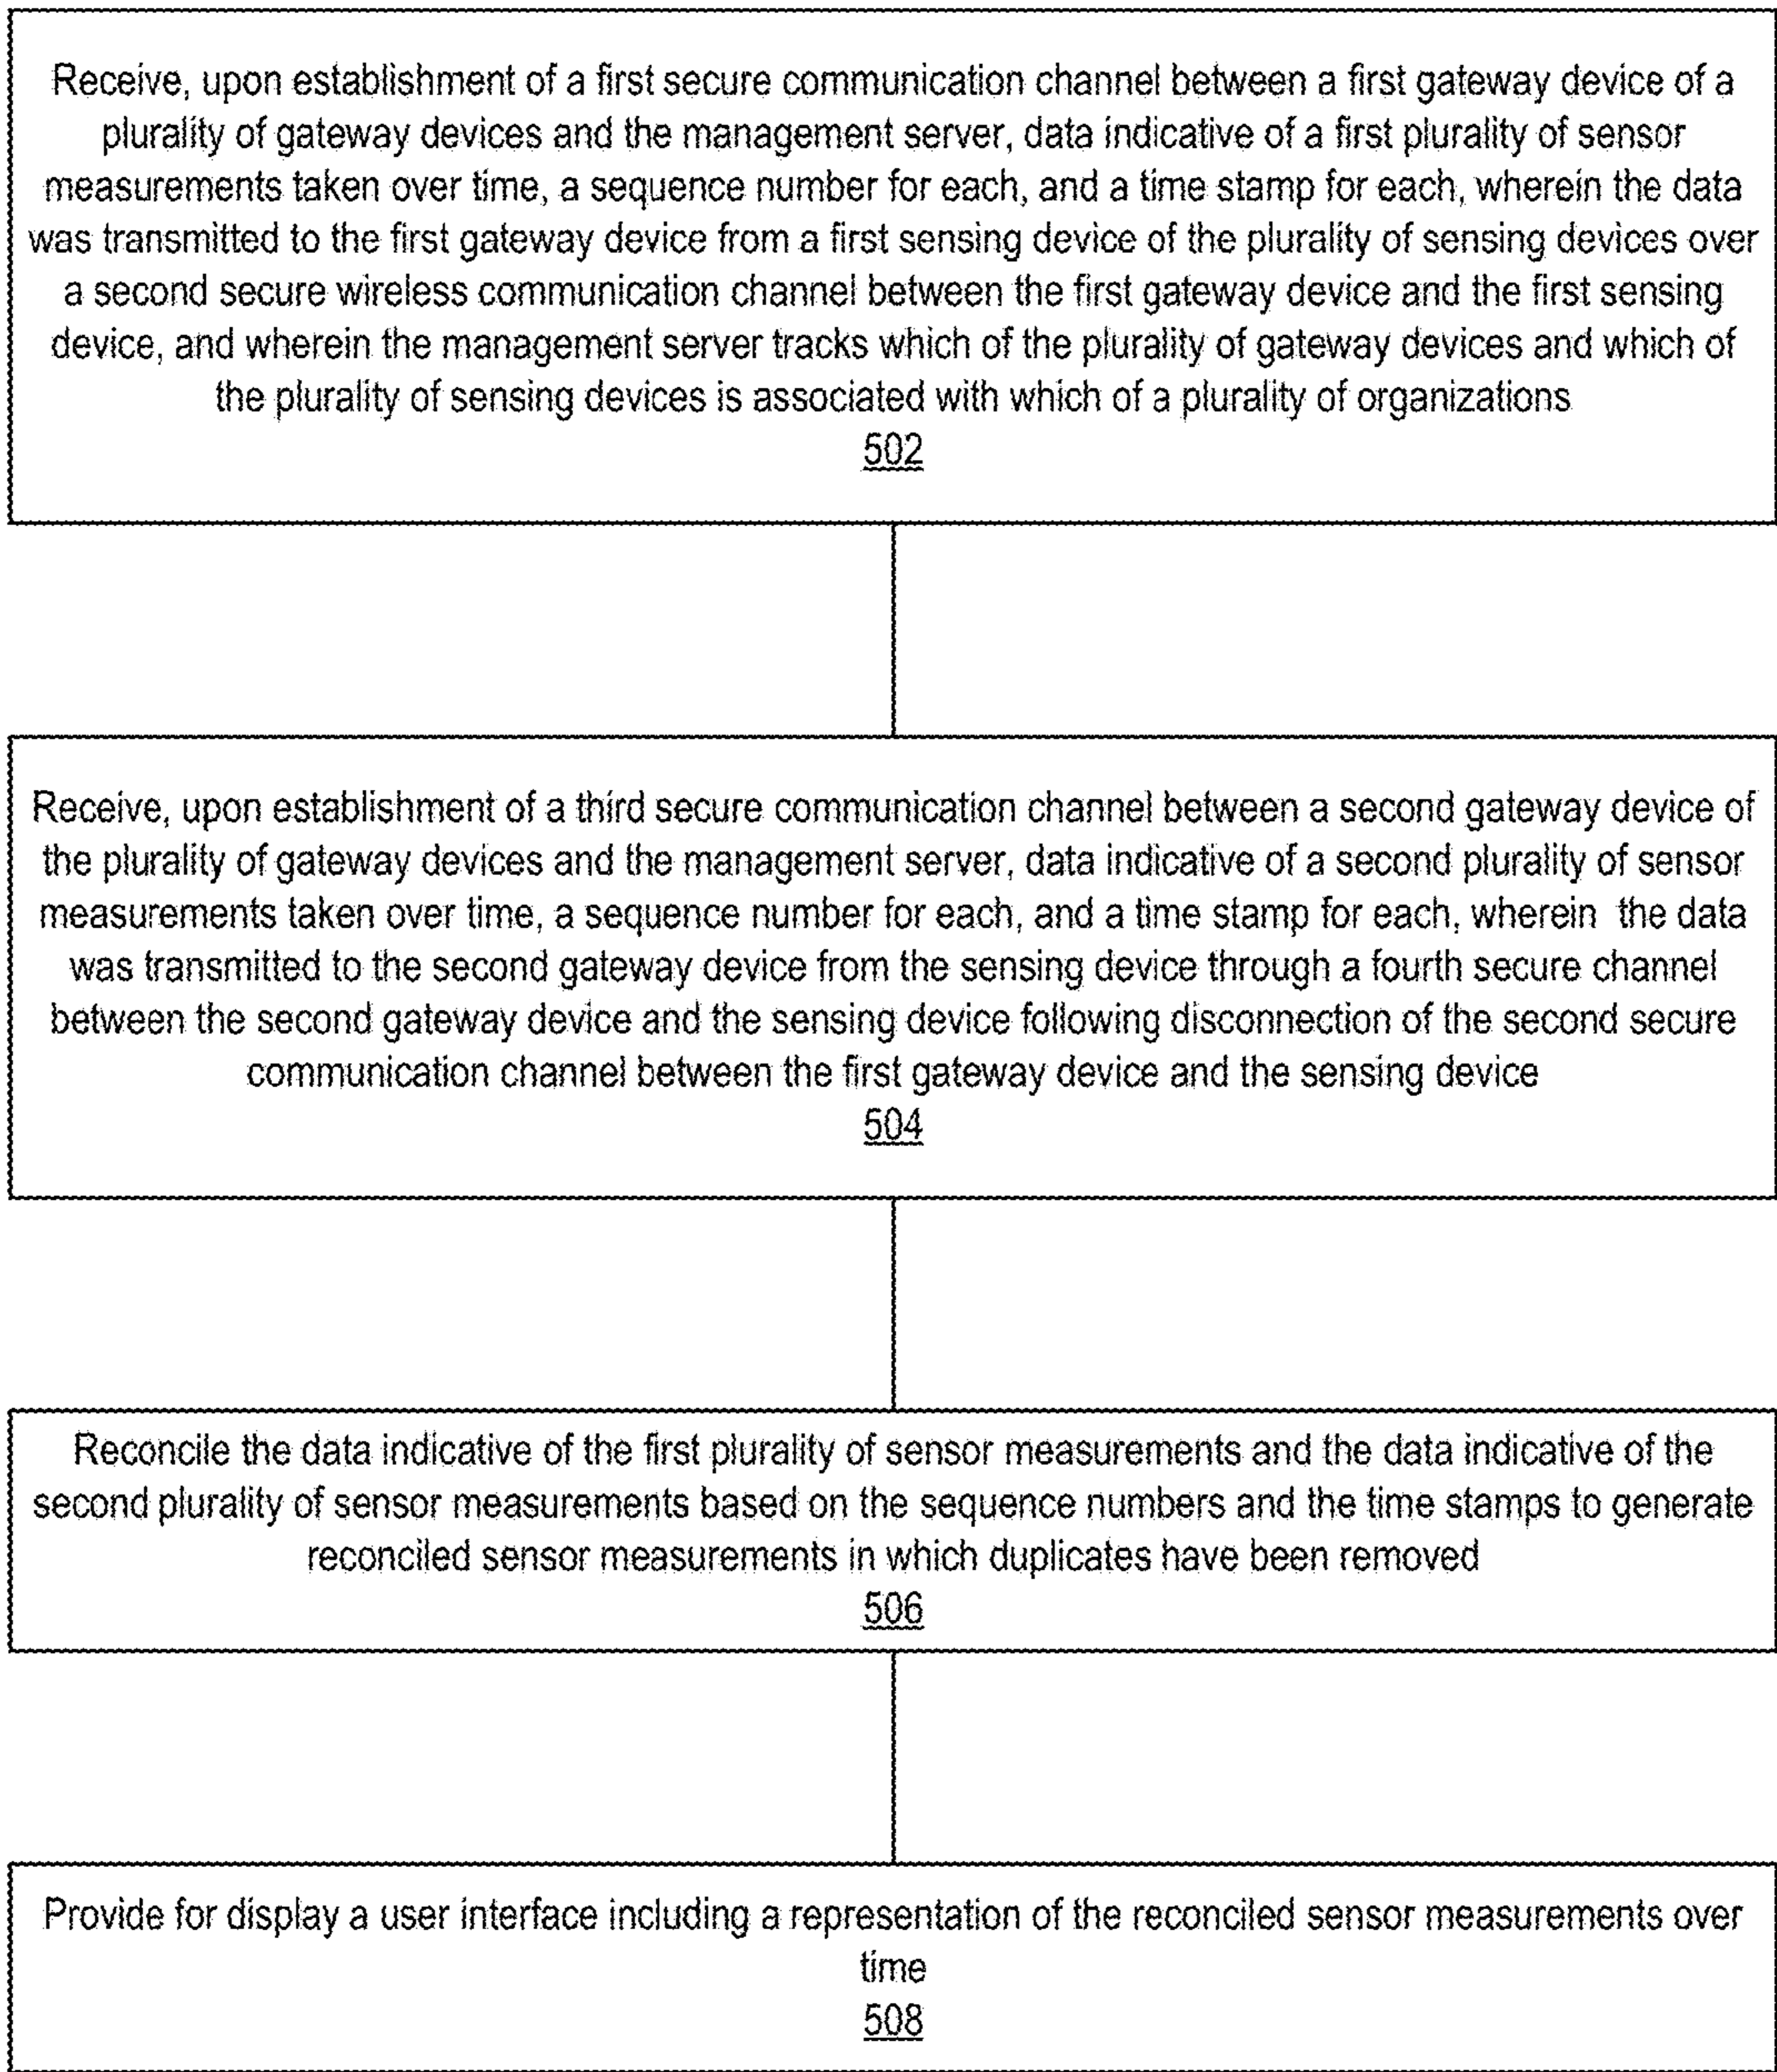 Receive, upon establishment of a first secure communication channel between a first gateway device of a
plurality of gateway devices and the management server, data indicative of a first plurality of sensor
measurements taken over time, a sequence number for each, and a time stamp for each, wherein the data
was transmitted to the first gateway device from a first sensing device of the plurality of sensing devices over
a second secure wireless communication channel between the first gateway device and the first sensing
device, and wherein the management server tracks which of the plurality of gateway devices and which of
the plurality of sensing devices is associated with which of a plurality of organizations
502
Receive, upon establishment of a third secure communication channel between a second gateway device of
the plurality of gateway devices and the management server, data indicative of a second plurality of sensor
measurements taken over time, a sequence number for each, and a time stamp for each, wherein the data
was transmitted to the second gateway device from the sensing device through a fourth secure channel
between the second gateway device and the sensing device following disconnection of the second secure
communication channel between the first gateway device and the sensing device
504
Reconcile the data indicative of the first plurality of sensor measurements and the data indicative of the
second plurality of sensor measurements based on the sequence numbers and the time stamps to generate
reconciled sensor measurements in which duplicates have been removed
506
Provide for display a user interface including a representation of the reconciled sensor measurements over
time
508